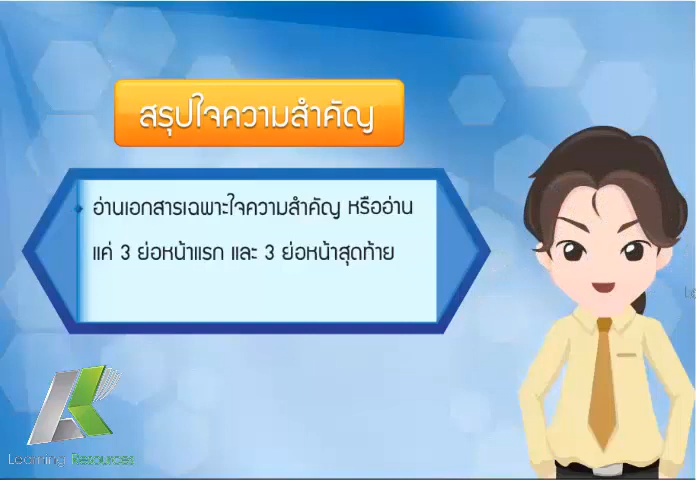 สรุปใจความสำคัญ
อ่านเอกสารเฉพาะใจความสำคัญ หรืออ่าน
แค่ 3 ย่อหน้าแรก และ 3 ย่อหน้าสุดท้าย
Learning Resources